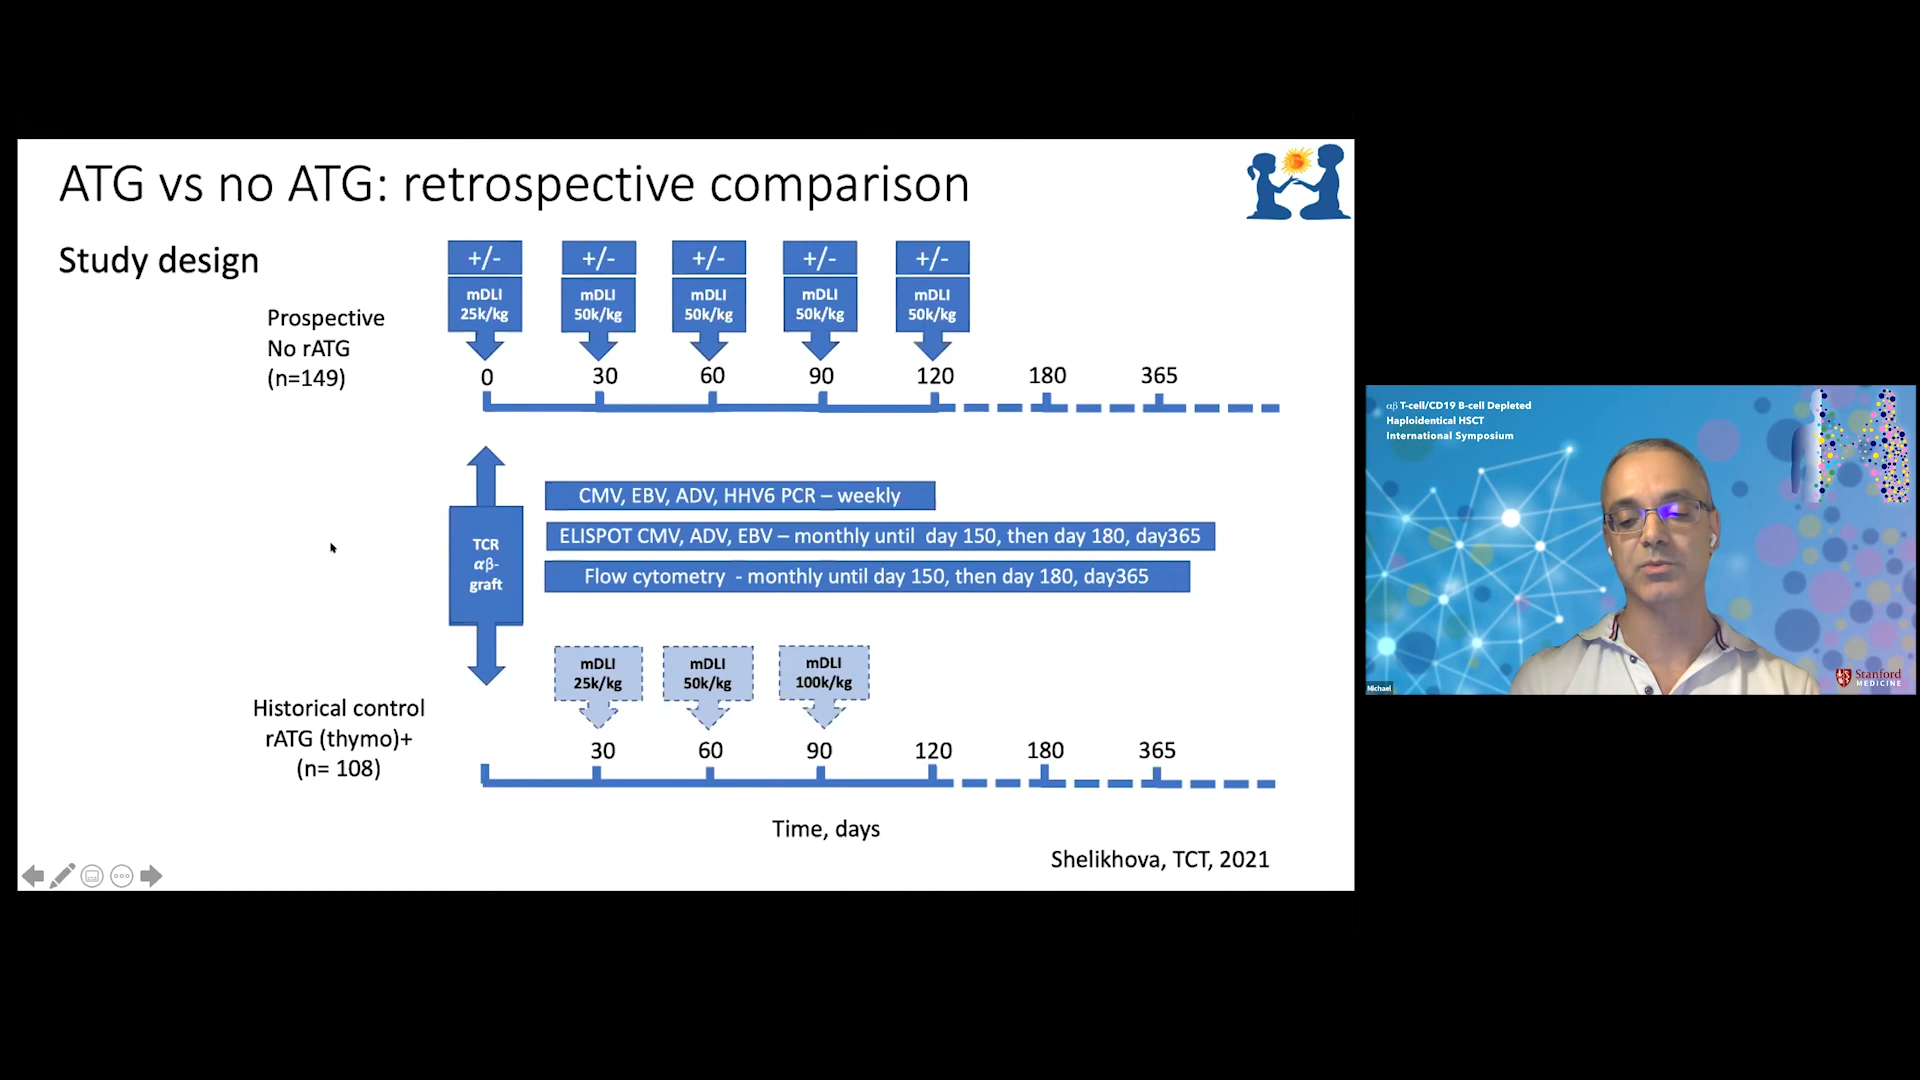 ATG vs no ATG: retrospective comparison
Study design
+/-
+/-
+/-
+/-
+/-
mDLI
25k/kg
mDLI
50k/kg
mDLI
50k/kg
mDLI
50k/kg
mDLI
50k/kg
Prospective
No rATG
(n=149)
0
30
60
90
120
180
365
CMV, EBV, ADV, HHV6 PCR – weekly
ELISPOT CMV, ADV, EBV – monthly until day 150, then day 180, day365
Flow cytometry - monthly until day 150, then day 180, day365
TCR
αβ-
graft
mDLI
25k/kg
mDLI
50k/kg
mDLI
100k/kg
Historical control
rATG (thymo)+
(n= 108)
30
60
90
120
180
365
Time, days
Shelikhova, TCT, 2021
αβ T-cell/CD19 B-cell Depleted
Haploidentical HSCT
International Symposium
Stanford
MEDICINE
Michael